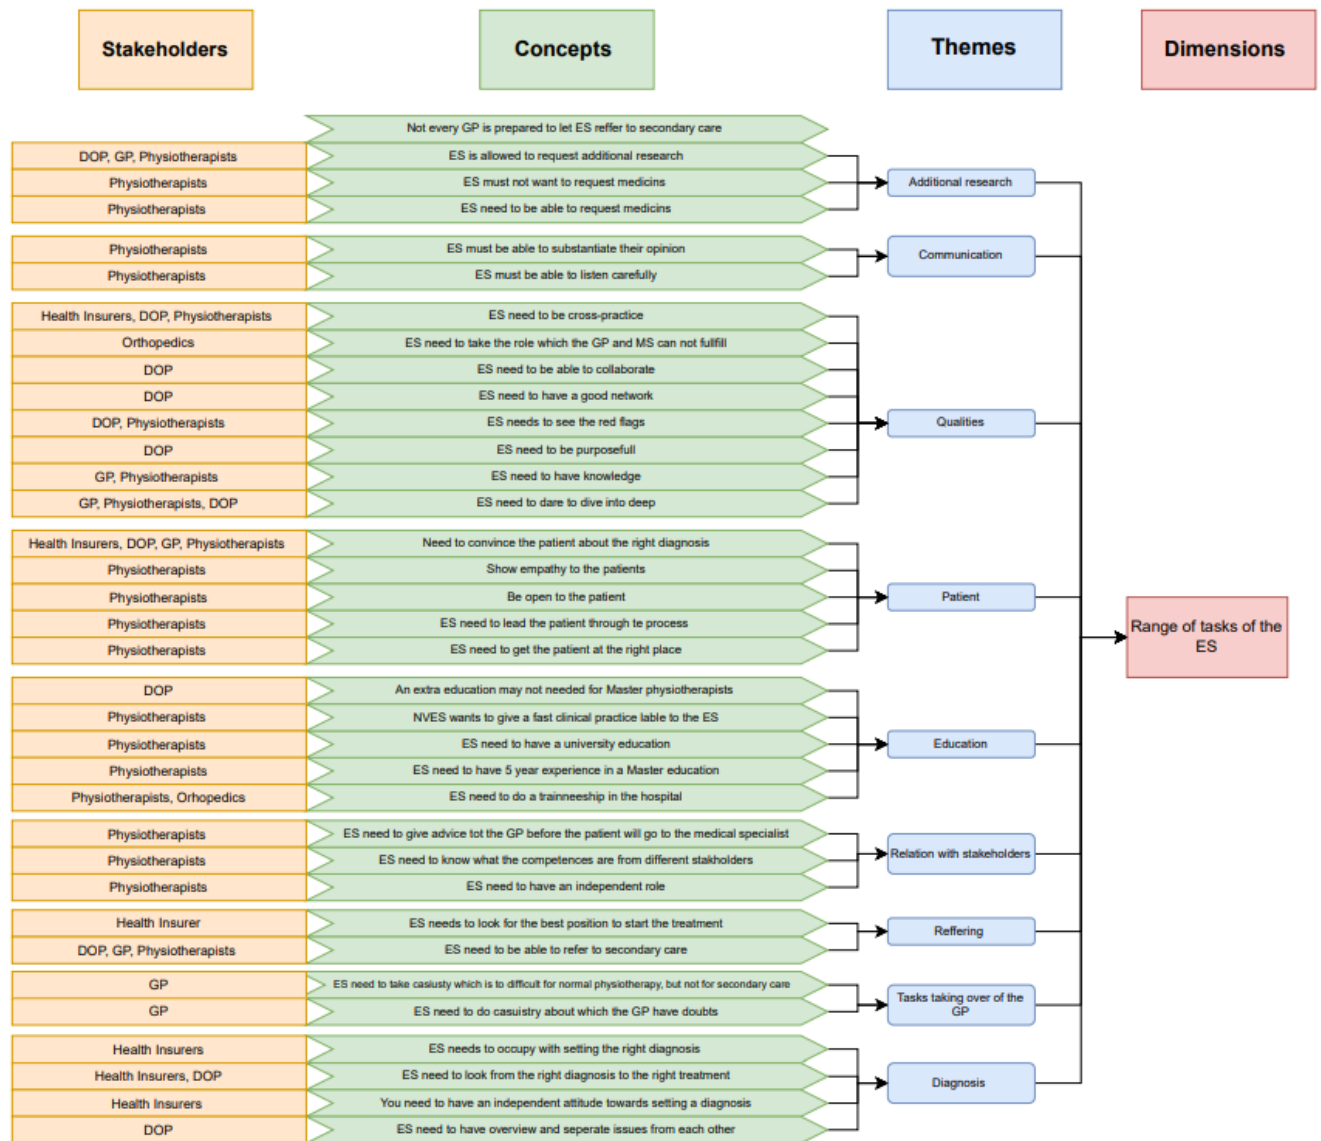 Stakeholders
Concepts
Themes
Dimensions
Not every GP is prepared to let ES reffer to secondary care
DOP, GP, Physiotherapists
ES is allowed to request additional research
Physiotherapists
ES must not want to request medicins
Physiotherapists
ES need to be able to request medicins
Additional research
Physiotherapists
ES must be able to substantiate their opinion
Physiotherapists
ES must be able to listen carefully
Communication
Health Insurers, DOP, Physiotherapists
ES need to be cross-practice
Orthopedics
ES need to take the role which the GP and MS can not fullfill
DOP
ES need to be able to collaborate
DOP
ES need to have a good network
DOP, Physiotherapists
ES needs to see the red flags
DOP
ES need to be purposefull
GP, Physiotherapists
ES need to have knowledge
GP, Physiotherapists, DOP
ES need to dare to dive into deep
Qualities
Health Insurers, DOP, GP, Physiotherapists
Need to convince the patient about the right diagnosis
Physiotherapists
Show empathy to the patients
Physiotherapists
Be open to the patient
Physiotherapists
ES need to lead the patient through te process
Physiotherapists
ES need to get the patient at the right place
Patient
DOP
An extra education may not needed for Master physiotherapists
Physiotherapists
NVES wants to give a fast clinical practice lable to the ES
Physiotherapists
ES need to have a university education
Physiotherapists
ES need to have 5 year experience in a Master education
Physiotherapists, Orhopedics
ES need to do a trainneeship in the hospital
Education
Physiotherapists
ES need to give advice tot the GP before the patient will go to the medical specialist
Physiotherapists
ES need to know what the competences are from different stakholders
Physiotherapists
ES need to have an independent role
Relation with stakeholders
Health Insurer
ES needs to look for the best position to start the treatment
DOP, GP, Physiotherapists
ES need to be able to refer to secondary care
Reffering
GP
ES need to take casiusty which is to difficult for normal physiotherapy, but not for secondary care
GP
ES need to do casuistry about which the GP have doubts
Tasks taking over of the
GP
Health Insurers
ES needs to occupy with setting the right diagnosis
Health Insurers, DOP
ES need to look from the right diagnosis to the right treatment
Health Insurers
You need to have an independent attitude towards setting a diagnosis
DOP
ES need to have overview and seperate issues from each other
Diagnosis
Range of tasks of the
ES